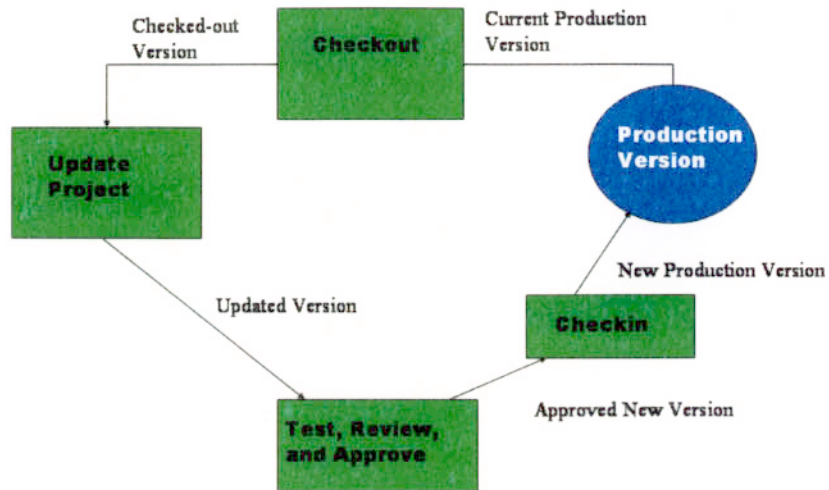 Checked-out
Version
Checkout
Current Production
Version
Production
Version
Update
Project
New Production Version
Updated Version
Checkin
Approved New Version
Test, Review,
and Approve